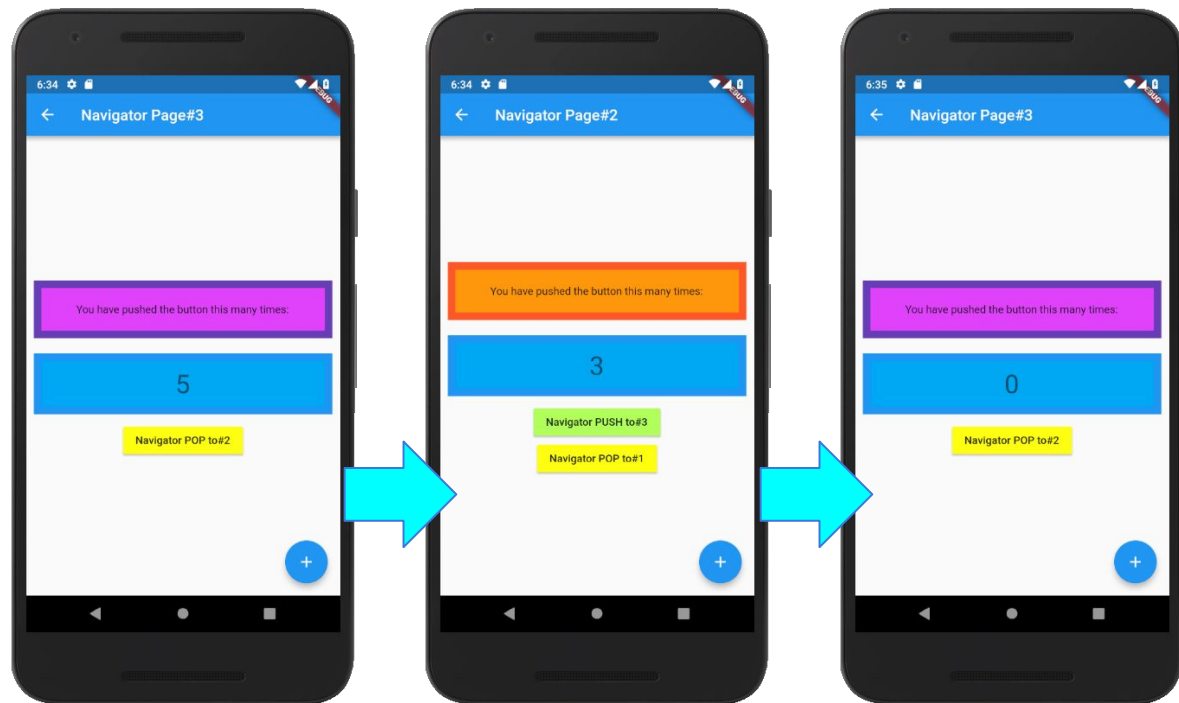 6:34
DEBUG
Navigator Page#3
You have pushed the button this many times:
5
Navigator POP to#2
+
6:34
DEBUG
Navigator Page#2
You have pushed the button this many times:
3
Navigator PUSH to#3
Navigator POP to#1
+
6:35
DEBUG
Navigator Page#3
You have pushed the button this many times:
0
Navigator POP to#2
+